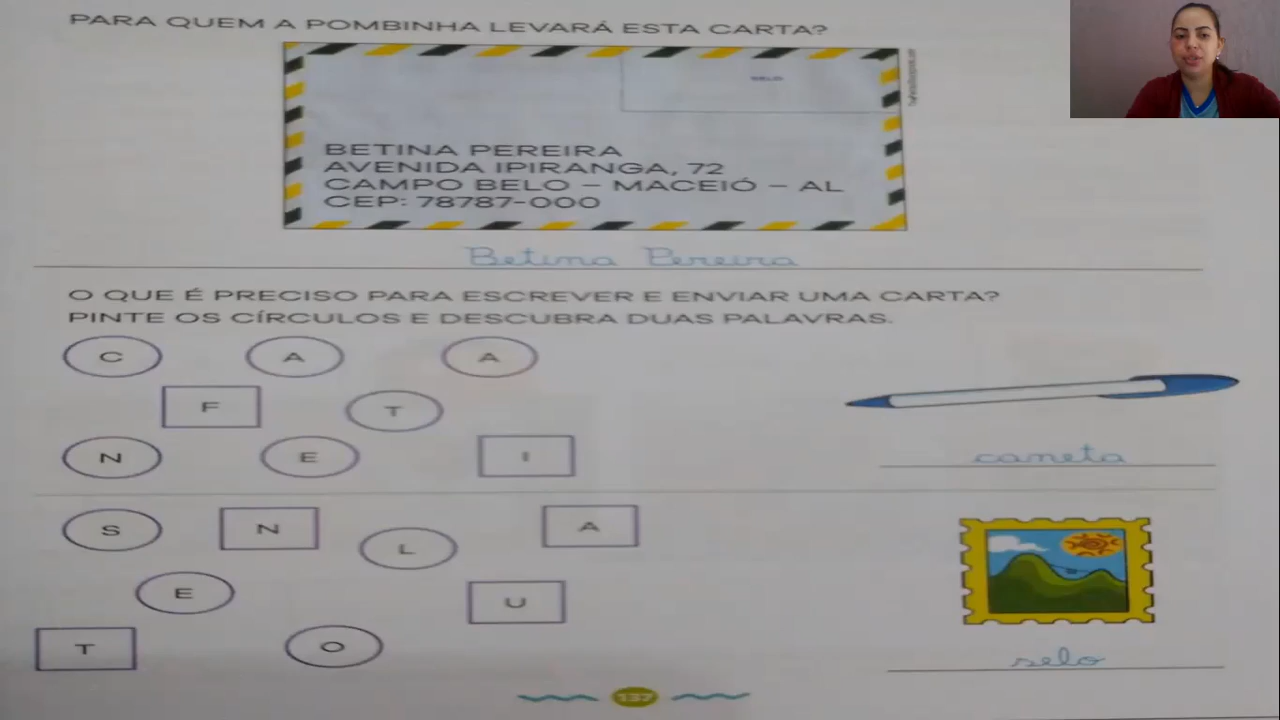 PARA QUEM A POMBINHA LEVARÁ ESTA CARTA?
SELO
BETINA PEREIRA
AVENIDA IPIRANGA, 72
CAMPO BELO – MACEIÓ – AL
CEP: 78787-000
Betina Pereira
O QUE É PRECISO PARA ESCREVER E ENVIAR UMA CARTA?
PINTE OS CÍRCULOS E DESCUBRA DUAS PALAVRAS.
C A A
F T
N E I
caneta
S N L A
E U
T O
selo
137